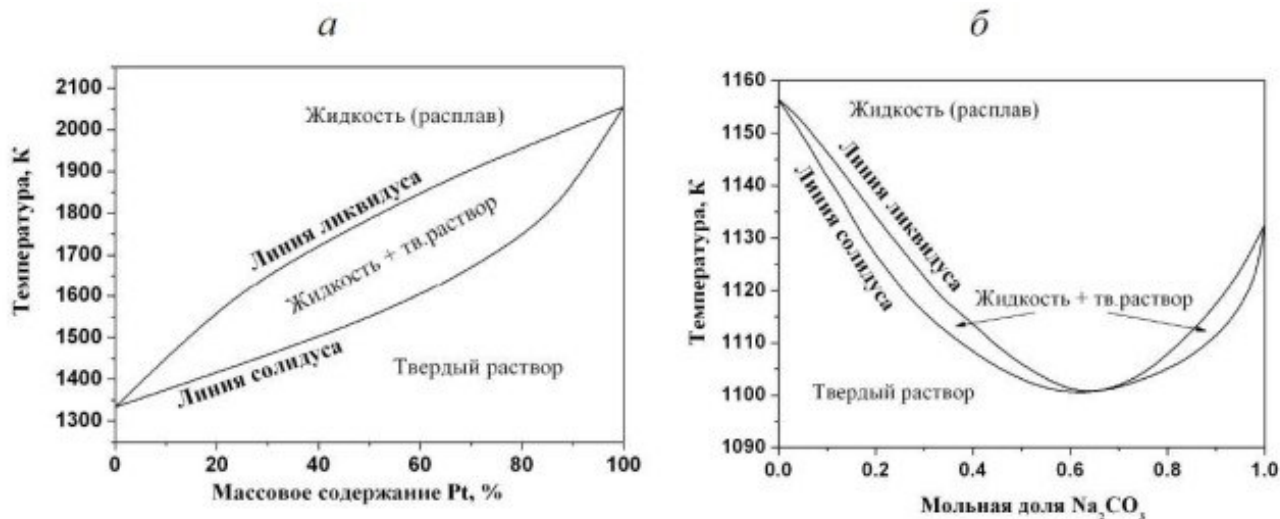 а
2100
2000
1900
1800
1700
1600
1500
1400
1300
Температура, К
Жидкость (расплав)
Линия ликвидуса
Жидкость + тв.раствор
Линия солидуса
Твердый раствор
0 20 40 60 80 100
Массовое содержание Pt, %
б
1160
1150
1140
1130
1120
1110
1100
1090
Температура, К
Жидкость (расплав)
Линия ликвидуса
Линия солидуса
Жидкость + тв.раствор
Твердый раствор
0.0 0.2 0.4 0.6 0.8 1.0
Мольная доля Na₂CO₃